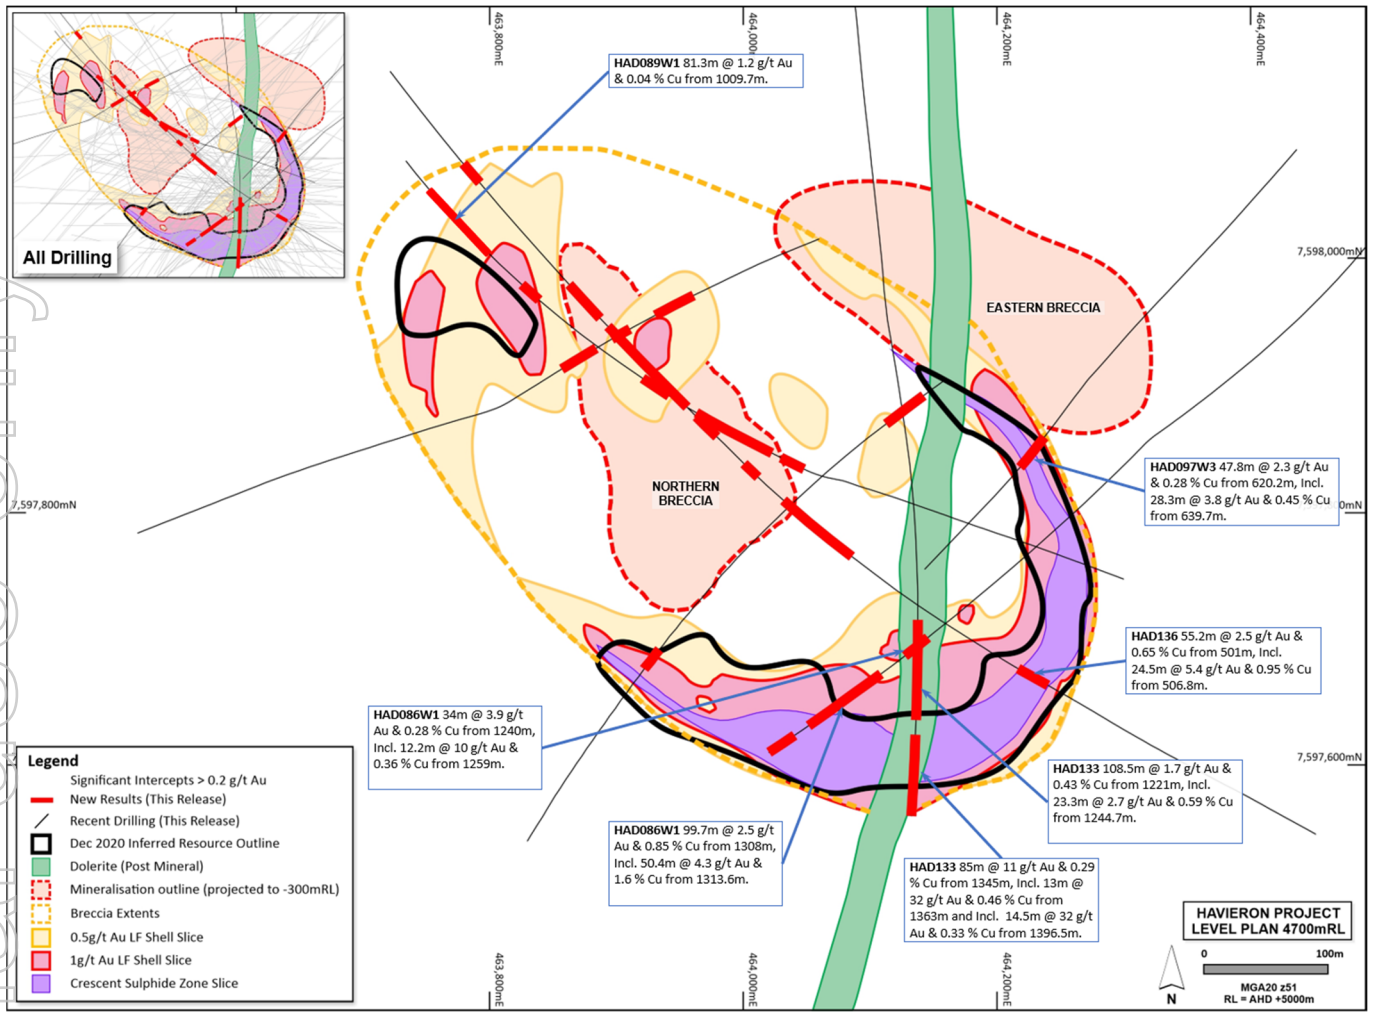 463,800mE
464,000mE
464,200mE
464,400mE
All Drilling
HAD089W1 81.3m @ 1.2 g/t Au
& 0.04 % Cu from 1009.7m.
7,598,000mN
EASTERN BRECCIA
NORTHERN
BRECCIA
7,597,800mN
HAD097W3 47.8m @ 2.3 g/t Au
& 0.28 % Cu from 620.2m, Incl.
28.3m @ 3.8 g/t Au & 0.45 % Cu
from 639.7m.
HAD136 55.2m @ 2.5 g/t Au &
0.65 % Cu from 501m, Incl.
24.5m @ 5.4 g/t Au & 0.95 % Cu
from 506.8m.
HAD086W1 34m @ 3.9 g/t
Au & 0.28 % Cu from 1240m,
Incl. 12.2m @ 10 g/t Au &
0.36 % Cu from 1259m.
7,597,600mN
HAD133 108.5m @ 1.7 g/t Au &
0.43 % Cu from 1221m, Incl.
23.3m @ 2.7 g/t Au & 0.59 % Cu
from 1244.7m.
HAD086W1 99.7m @ 2.5 g/t
Au & 0.85 % Cu from 1308m,
Incl. 50.4m @ 4.3 g/t Au &
1.6 % Cu from 1313.6m.
HAD133 85m @ 11 g/t Au & 0.29
% Cu from 1345m, Incl. 13m @
32 g/t Au & 0.46 % Cu from
1363m and Incl. 14.5m @ 32 g/t
Au & 0.33 % Cu from 1396.5m.
Legend
Significant Intercepts > 0.2 g/t Au
New Results (This Release)
Recent Drilling (This Release)
Dec 2020 Inferred Resource Outline
Dolerite (Post Mineral)
Mineralisation outline (projected to -300mRL)
Breccia Extents
0.5g/t Au LF Shell Slice
1g/t Au LF Shell Slice
Crescent Sulphide Zone Slice
463,800mE
464,000mE
464,200mE
HAVIERON PROJECT
LEVEL PLAN 4700mRL
0 100m
MGA20 z51
RL = AHD +5000m
N